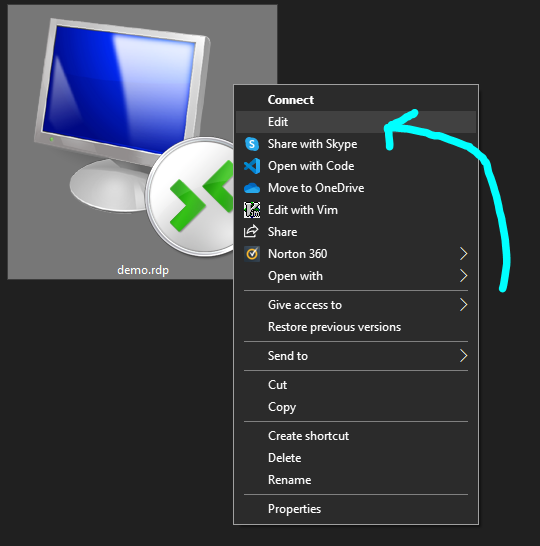 demo.rdp
Connect
Edit
Share with Skype
Open with Code
Move to OneDrive
Edit with Vim
Share
Norton 360
Open with
Give access to
Restore previous versions
Send to
Cut
Copy
Create shortcut
Delete
Rename
Properties